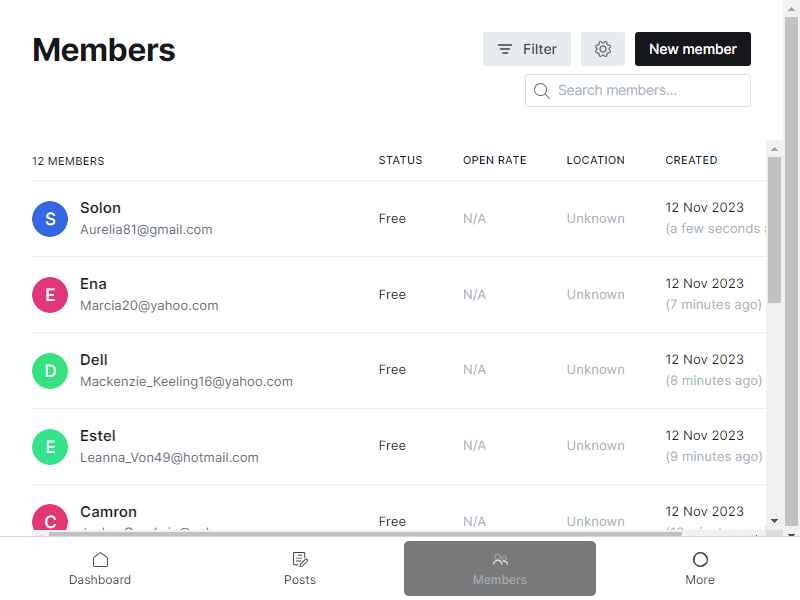 Members
Filter
New member
Search members...
12 MEMBERS STATUS OPEN RATE LOCATION CREATED
S Solon Free N/A Unknown 12 Nov 2023
Aurelia81@gmail.com (a few seconds
E Ena Free N/A Unknown 12 Nov 2023
Marcia20@yahoo.com (7 minutes ago)
D Dell Free N/A Unknown 12 Nov 2023
Mackenzie_Keeling16@yahoo.com (8 minutes ago)
E Estel Free N/A Unknown 12 Nov 2023
Leanna_Von49@hotmail.com (9 minutes ago)
C Camron Free N/A Unknown 12 Nov 2023
Dashboard Posts Members More